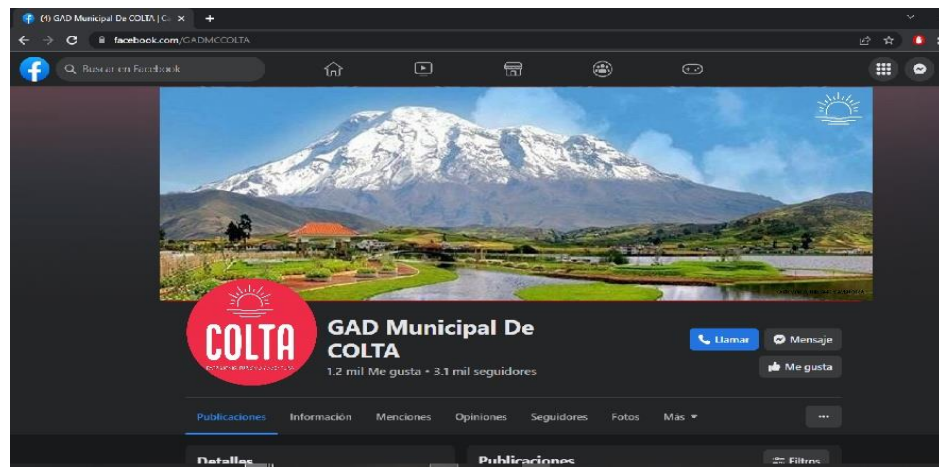 (4) GAD Municipal De COLTA | C
facebook.com/GADMCCOLTA
Buscar en Facebook
COLTA
GAD Municipal De
COLTA
1.2 mil Me gusta • 3.1 mil seguidores
Llamar
Mensaje
Me gusta
Publicaciones Información Menciones Opiniones Seguidores Fotos Más
Detalles
Publicaciones
Filtros